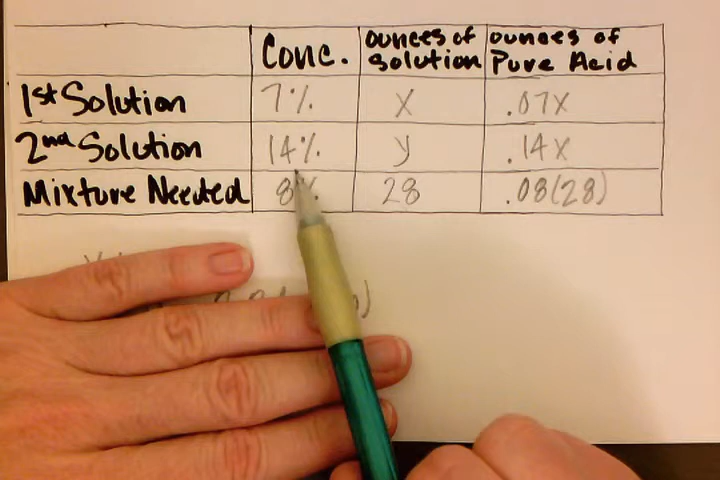 Conc. ounces of solution ounces of Pure Acid
1st Solution 7% x .07x
2nd Solution 14% y .14x
Mixture Needed 8% 28 .08(28)